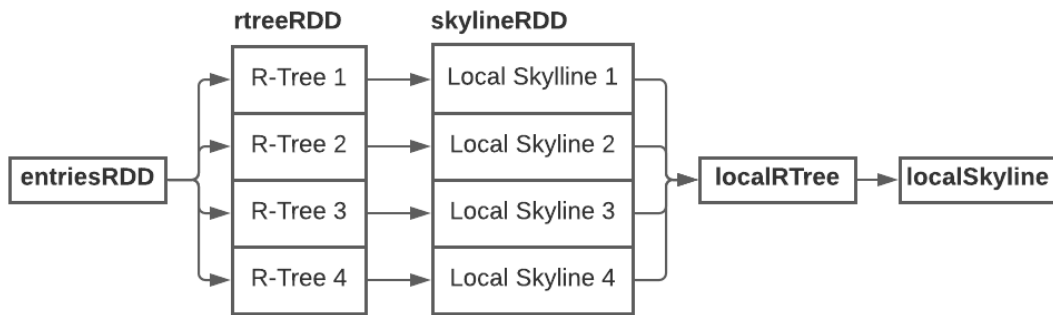 rtreeRDD
skylineRDD
R-Tree 1
Local Skylline 1
R-Tree 2
Local Skyline 2
entriesRDD
localRTree
localSkyline
R-Tree 3
Local Skyline 3
R-Tree 4
Local Skyline 4